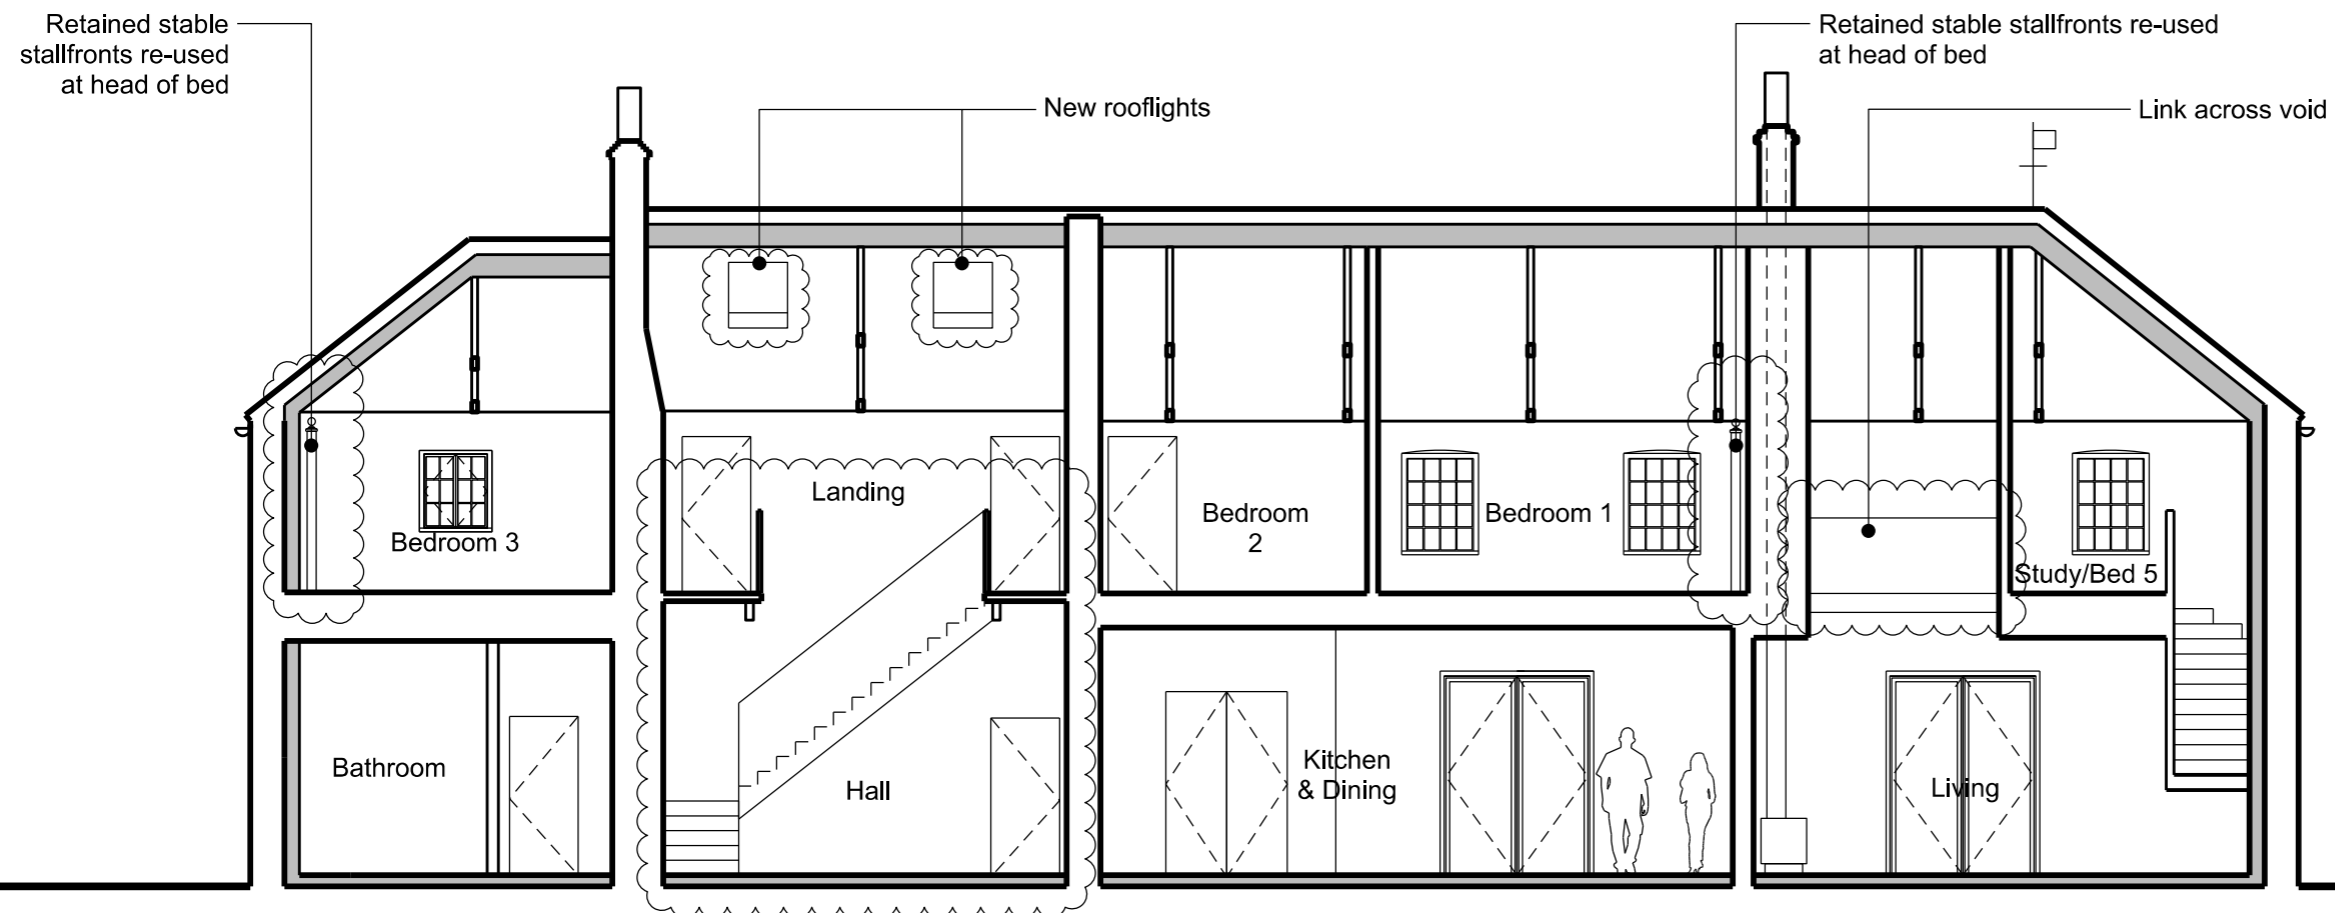 Retained stable
stallfronts re-used
at head of bed
New rooflights
Retained stable stallfronts re-used
at head of bed
Link across void
Landing
Bedroom 3
Bedroom
2
Bedroom 1
Study/Bed 5
Bathroom
Hall
Kitchen
& Dining
Living